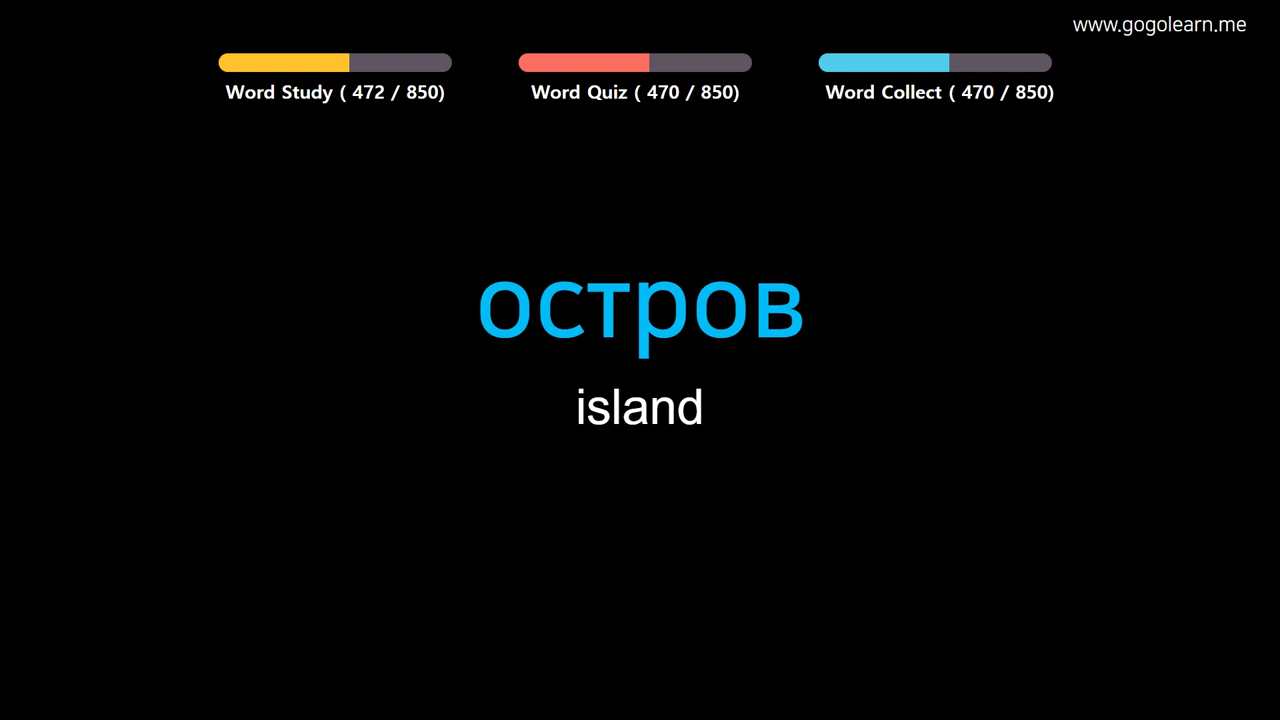 www.gogolearn.me
Word Study ( 472 / 850)
Word Quiz ( 470 / 850)
Word Collect ( 470 / 850)
остров
island